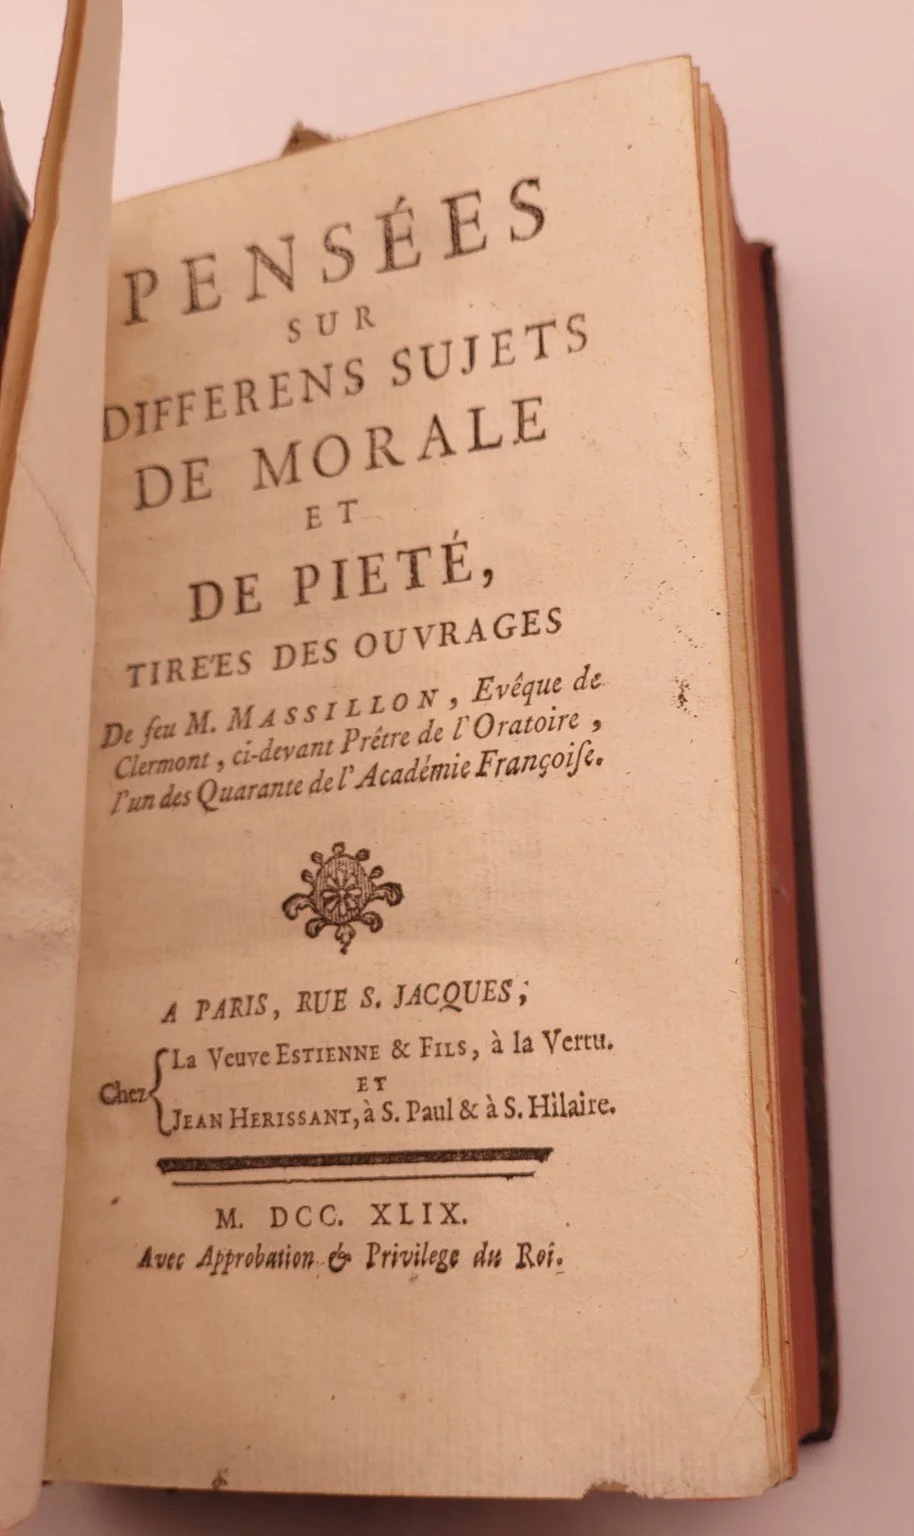 PENSÉES
SUR
DIFFERENS SUJETS
DE MORALE
ET
DE PIETÉ,
TIRE'ES DES OUVRAGES
De feu M. MASSILLON, Evêque de
Clermont, ci-devant Prêtre de l'Oratoire,
l'un des Quarante de l'Académie Françoiſe.
A PARIS, RUE S. JACQUES;
Chez { La Veuve ESTIENNE & FILS, à la Vertu.
ET
JEAN HERISSANT, à S. Paul & à S. Hilaire.
M. DCC. XLIX.
Avec Approbation & Privilege du Roi.